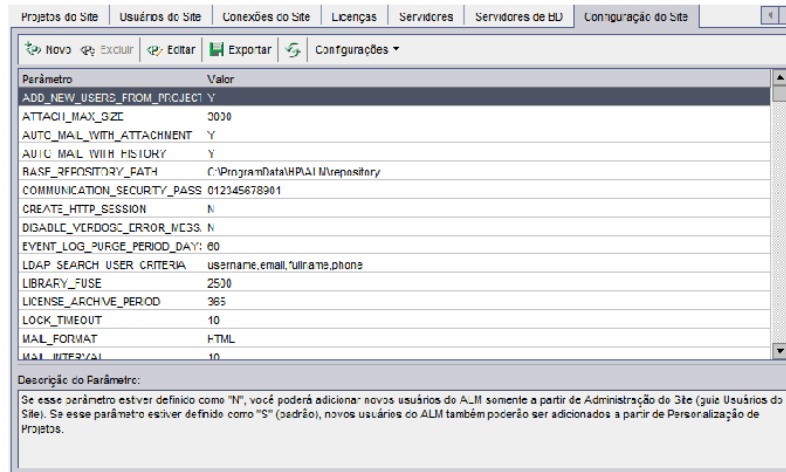 Projetos do Site Usuários do Site Conexões do Site Licenças Servidores Servidores de BD Configuração do Site
Novo Excluir Editar Exportar Configurações
Parâmetro Valor
ADD_NEW_USERS_FROM_PROJECT Y
ATTACH_MAX_SIZE 3000
AUTO_MAIL_WITH_ATTACHMENT Y
AUTO_MAIL_WITH_HISTORY Y
BASE_REPOSITORY_PATH C:\ProgramData\HP\ALM\repository
COMMUNICATION_SECURITY_PASS 012345678901
CREATE_HTTP_SESSION N
DISABLE_VERBOSE_ERROR_MESS. N
EVENT_LOG_PURGE_PERIOD_DAY: 60
LDAP_SEARCH_USER_CRITERIA username,email,fullname,phone
LIBRARY_FUSE 2500
LICENSE_ARCHIVE_PERIOD 365
LOCK_TIMEOUT 10
MAIL_FORMAT HTML
MAIL_INTERVAL 10
Descrição do Parâmetro:
Se esse parâmetro estiver definido como "N", você poderá adicionar novos usuários do ALM somente a partir de Administração do Site (guia Usuários do
Site). Se esse parâmetro estiver definido como "S" (padrão), novos usuários do ALM também poderão ser adicionados a partir de Personalização de
Projetos.